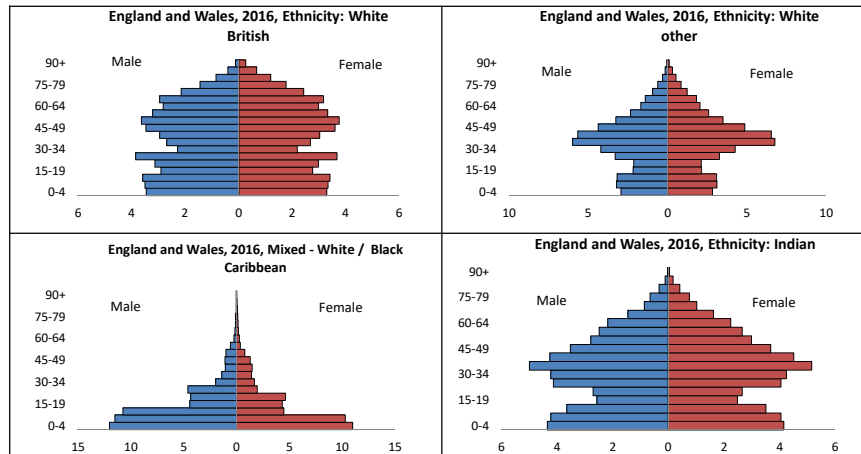 England and Wales, 2016, Ethnicity: White
British
Male
Female
90+
75-79
60-64
45-49
30-34
15-19
0-4
6 4 2 0 2 4 6
England and Wales, 2016, Ethnicity: White
other
Male
Female
90+
75-79
60-64
45-49
30-34
15-19
0-4
10 5 0 5 10
England and Wales, 2016, Mixed - White / Black
Caribbean
Male
Female
90+
75-79
60-64
45-49
30-34
15-19
0-4
15 10 5 0 5 10 15
England and Wales, 2016, Ethnicity: Indian
Male
Female
90+
75-79
60-64
45-49
30-34
15-19
0-4
6 4 2 0 2 4 6